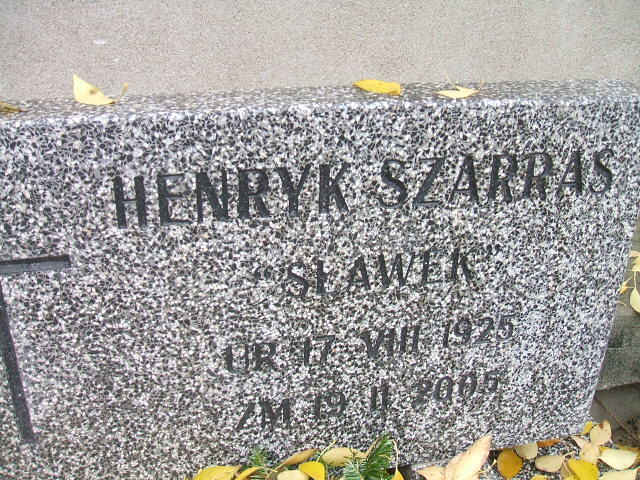 HENRYK SZARRAS
"SŁAWEK"
UR 17 VIII 1925
ZM 19 II 2005